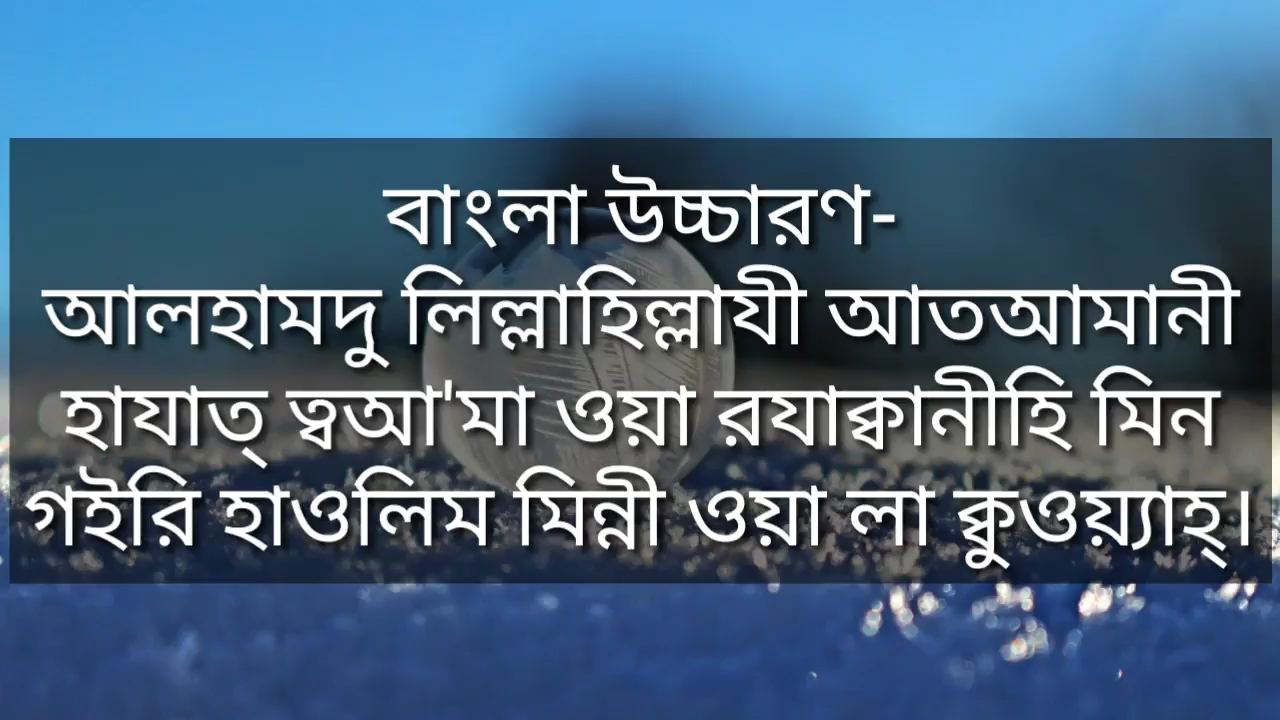 বাংলা উচ্চারণ-
আলহামদু লিল্লাহিল্লাযী আতআমানী
হাযাত্ ত্বআ'মা ওয়া রযাক্বানীহি মিন
গইরি হাওলিম মিন্নী ওয়া লা ক্বুওয়্যাহ্।